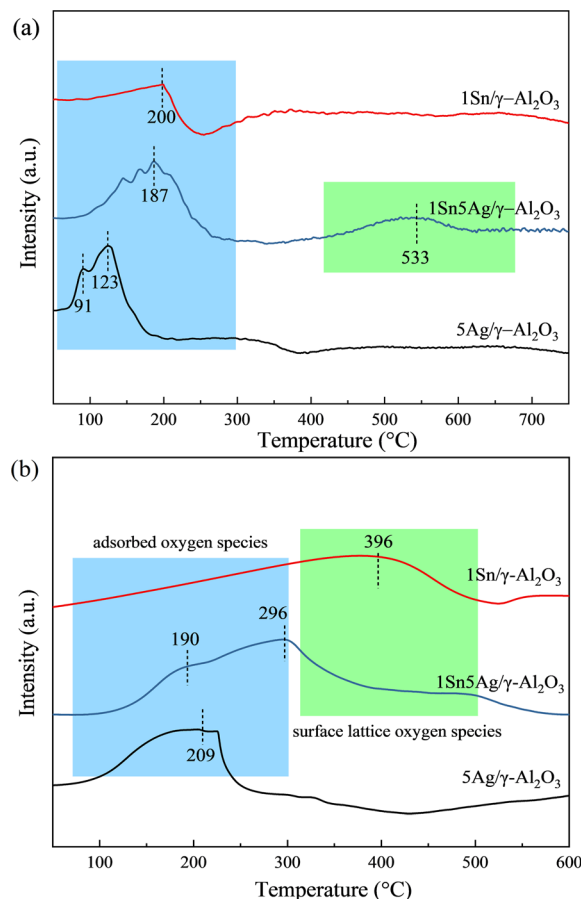 (a)
Intensity (a.u.)
1Sn/γ−Al₂O₃
200
187
1Sn5Ag/γ−Al₂O₃
533
91
123
5Ag/γ−Al₂O₃
100 200 300 400 500 600 700
Temperature (°C)
(b)
Intensity (a.u.)
adsorbed oxygen species
396
1Sn/γ-Al₂O₃
190
296
1Sn5Ag/γ-Al₂O₃
surface lattice oxygen species
209
5Ag/γ-Al₂O₃
100 200 300 400 500 600
Temperature (°C)